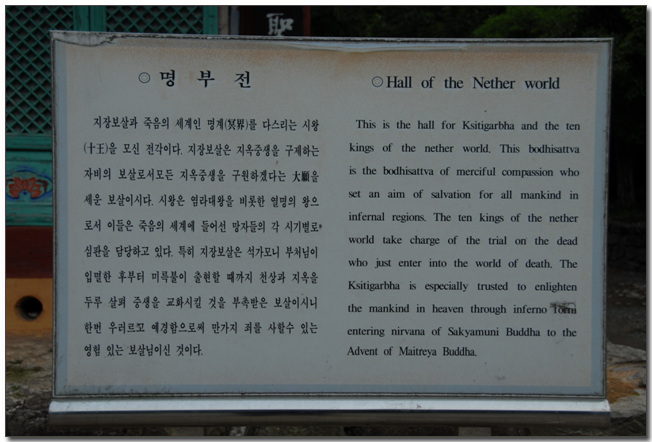 聖
○ 명 부 전
지장보살과 죽음의 세계인 명계(冥界)를 다스리는 시왕
(十王)을 모신 전각이다. 지장보살은 지옥중생을 구제하는
자비의 보살로서모든 지옥중생을 구원하겠다는 大願을
세운 보살이시다. 시왕은 염라대왕을 비롯한 열명의 왕으
로서 이들은 죽음의 세계에 들어선 망자들의 각 시기별로
심판을 담당하고 있다. 특히 지장보살은 석가모니 부처님이
입멸한 후부터 미륵불이 출현할 때까지 천상과 지옥을
두루 살펴 중생을 교화시킬 것을 부촉받은 보살이시니
한번 우러르고 예경함으로써 만가지 죄를 사할수 있는
영험 있는 보살님이신 것이다.
○ Hall of the Nether world
This is the hall for Ksitigarbha and the ten
kings of the nether world. This bodhisattva
is the bodhisattva of merciful compassion who
set an aim of salvation for all mankind in
infernal regions. The ten kings of the nether
world take charge of the trial on the dead
who just enter into the world of death. The
Ksitigarbha is especially trusted to enlighten
the mankind in heaven through inferno form
entering nirvana of Sakyamuni Buddha to the
Advent of Maitreya Buddha.